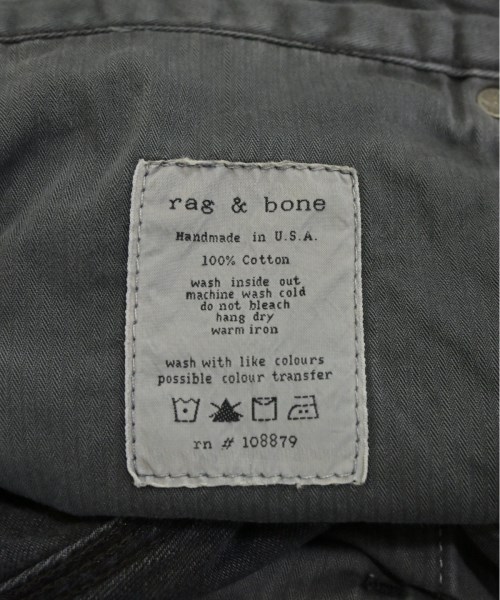 rag & bone
Handmade in U.S.A.
100% Cotton
wash inside out
machine wash cold
do not bleach
hang dry
warm iron
wash with like colours
possible colour transfer
rn # 108879